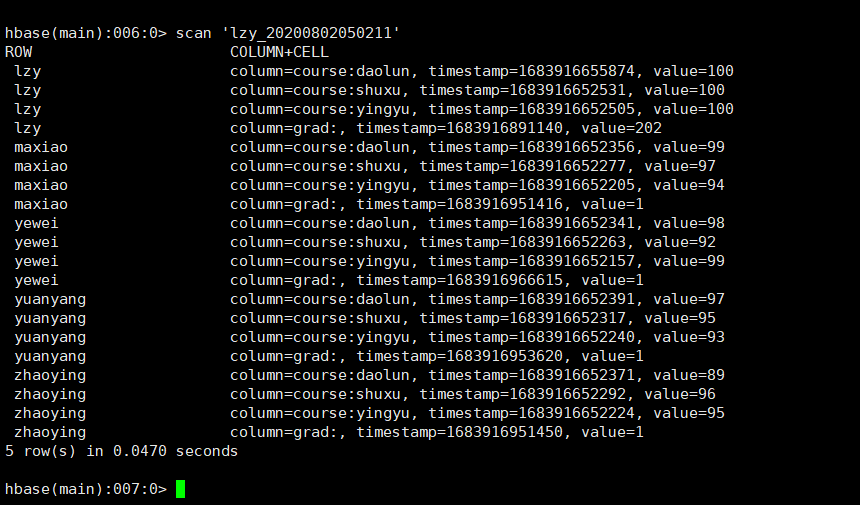 hbase(main):006:0> scan 'lzy_20200802050211'
ROW COLUMN+CELL
lzy column=course:daolun, timestamp=1683916655874, value=100
lzy column=course:shuxu, timestamp=1683916652531, value=100
lzy column=course:yingyu, timestamp=1683916652505, value=100
lzy column=grad:, timestamp=1683916891140, value=202
maxiao column=course:daolun, timestamp=1683916652356, value=99
maxiao column=course:shuxu, timestamp=1683916652277, value=97
maxiao column=course:yingyu, timestamp=1683916652205, value=94
maxiao column=grad:, timestamp=1683916951416, value=1
yewei column=course:daolun, timestamp=1683916652341, value=98
yewei column=course:shuxu, timestamp=1683916652263, value=92
yewei column=course:yingyu, timestamp=1683916652157, value=99
yewei column=grad:, timestamp=1683916966615, value=1
yuanyang column=course:daolun, timestamp=1683916652391, value=97
yuanyang column=course:shuxu, timestamp=1683916652317, value=95
yuanyang column=course:yingyu, timestamp=1683916652240, value=93
yuanyang column=grad:, timestamp=1683916953620, value=1
zhaoying column=course:daolun, timestamp=1683916652371, value=89
zhaoying column=course:shuxu, timestamp=1683916652292, value=96
zhaoying column=course:yingyu, timestamp=1683916652224, value=95
zhaoying column=grad:, timestamp=1683916951450, value=1
5 row(s) in 0.0470 seconds
hbase(main):007:0>